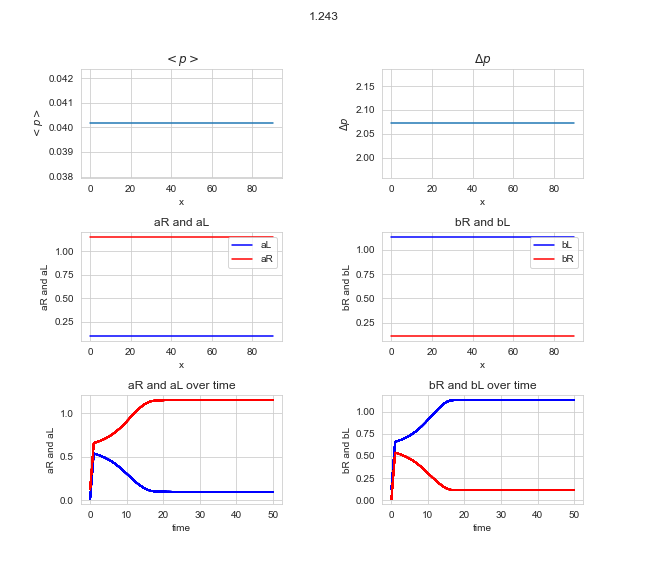 1.243
< p >
Δp
0.042
0.041
0.040
0.039
0.038
< p >
0 20 40 60 80
x
2.15
2.10
2.05
2.00
Δp
0 20 40 60 80
x
aR and aL
bR and bL
1.00
0.75
0.50
0.25
aR and aL
aL
aR
0 20 40 60 80
x
1.00
0.75
0.50
0.25
bR and bL
bL
bR
0 20 40 60 80
x
aR and aL over time
bR and bL over time
1.0
0.5
0.0
aR and aL
0 10 20 30 40 50
time
1.00
0.75
0.50
0.25
0.00
bR and bL
0 10 20 30 40 50
time